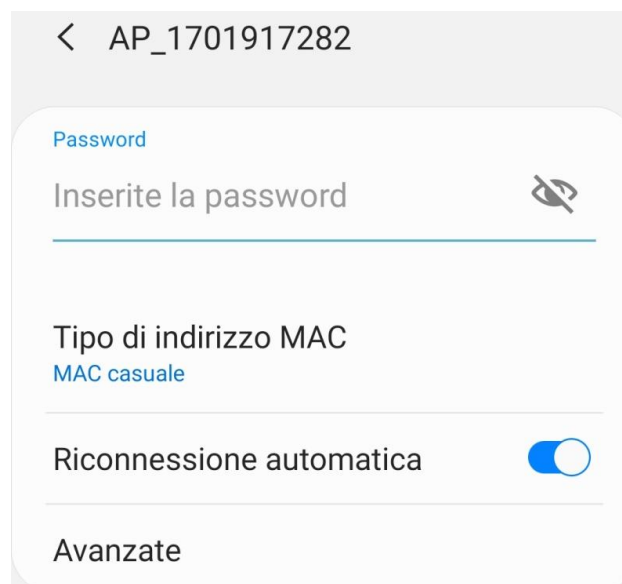 AP_1701917282
Password
Inserite la password
Tipo di indirizzo MAC
MAC casuale
Riconnessione automatica
Avanzate